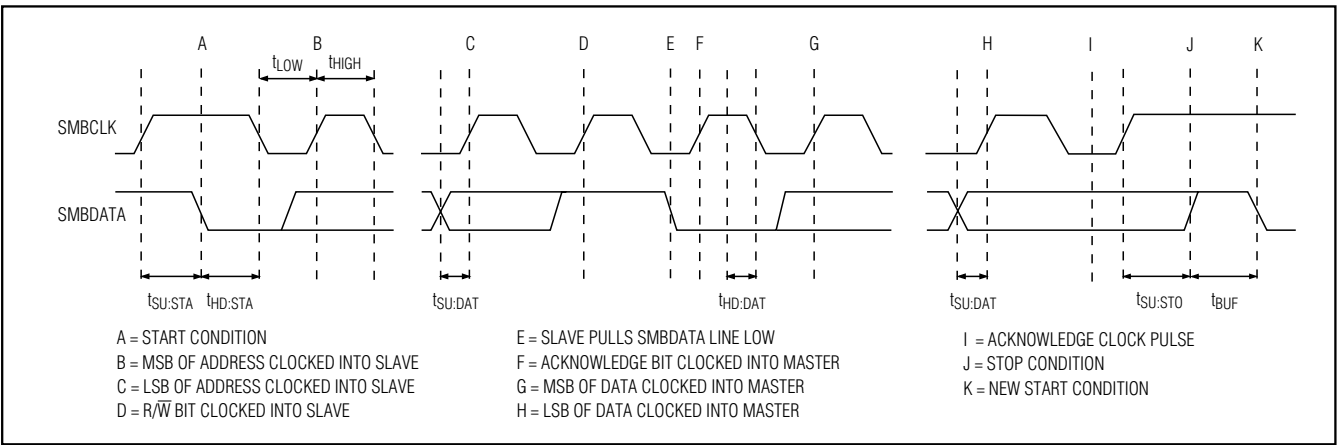 A B C D E F G H I J K
tLOW tHIGH
SMBCLK
SMBDATA
tSU:STA tHD:STA tSU:DAT tHD:DAT tSU:DAT tSU:STO tBUF
A = START CONDITION
B = MSB OF ADDRESS CLOCKED INTO SLAVE
C = LSB OF ADDRESS CLOCKED INTO SLAVE
D = R/W̅ BIT CLOCKED INTO SLAVE
E = SLAVE PULLS SMBDATA LINE LOW
F = ACKNOWLEDGE BIT CLOCKED INTO MASTER
G = MSB OF DATA CLOCKED INTO MASTER
H = LSB OF DATA CLOCKED INTO MASTER
I = ACKNOWLEDGE CLOCK PULSE
J = STOP CONDITION
K = NEW START CONDITION